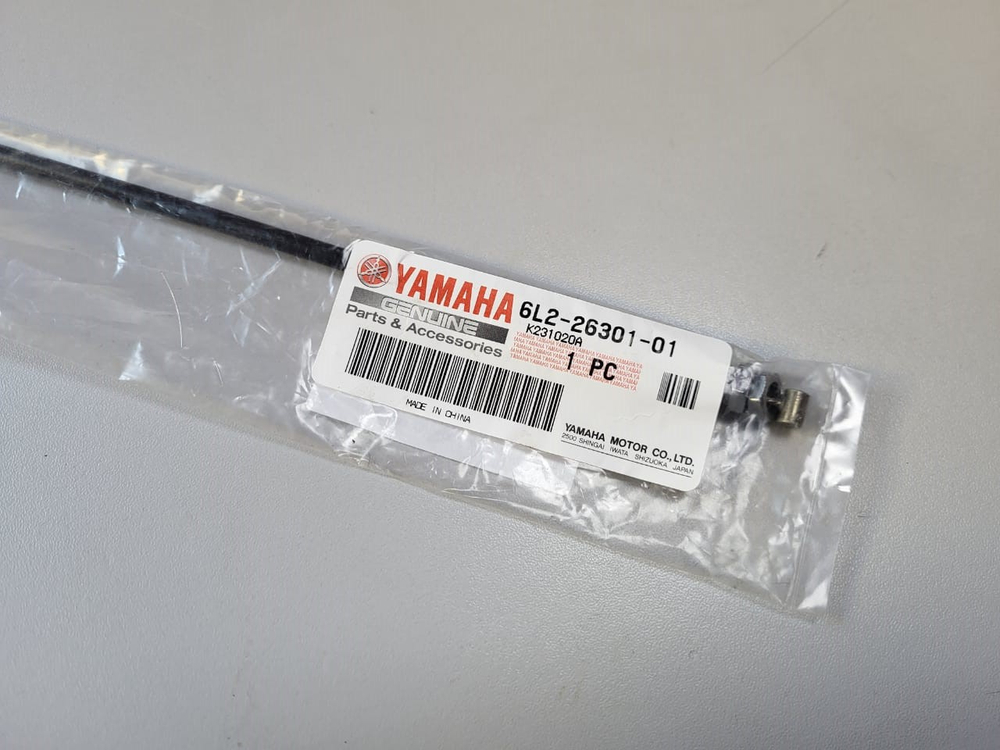 YAMAHA
GENUINE
Parts & Accessories
6L2-26301-01
K231020A
1 PC
MADE IN CHINA
YAMAHA MOTOR CO., LTD.
2500 SHINGAI IWATA SHIZUOKA JAPAN